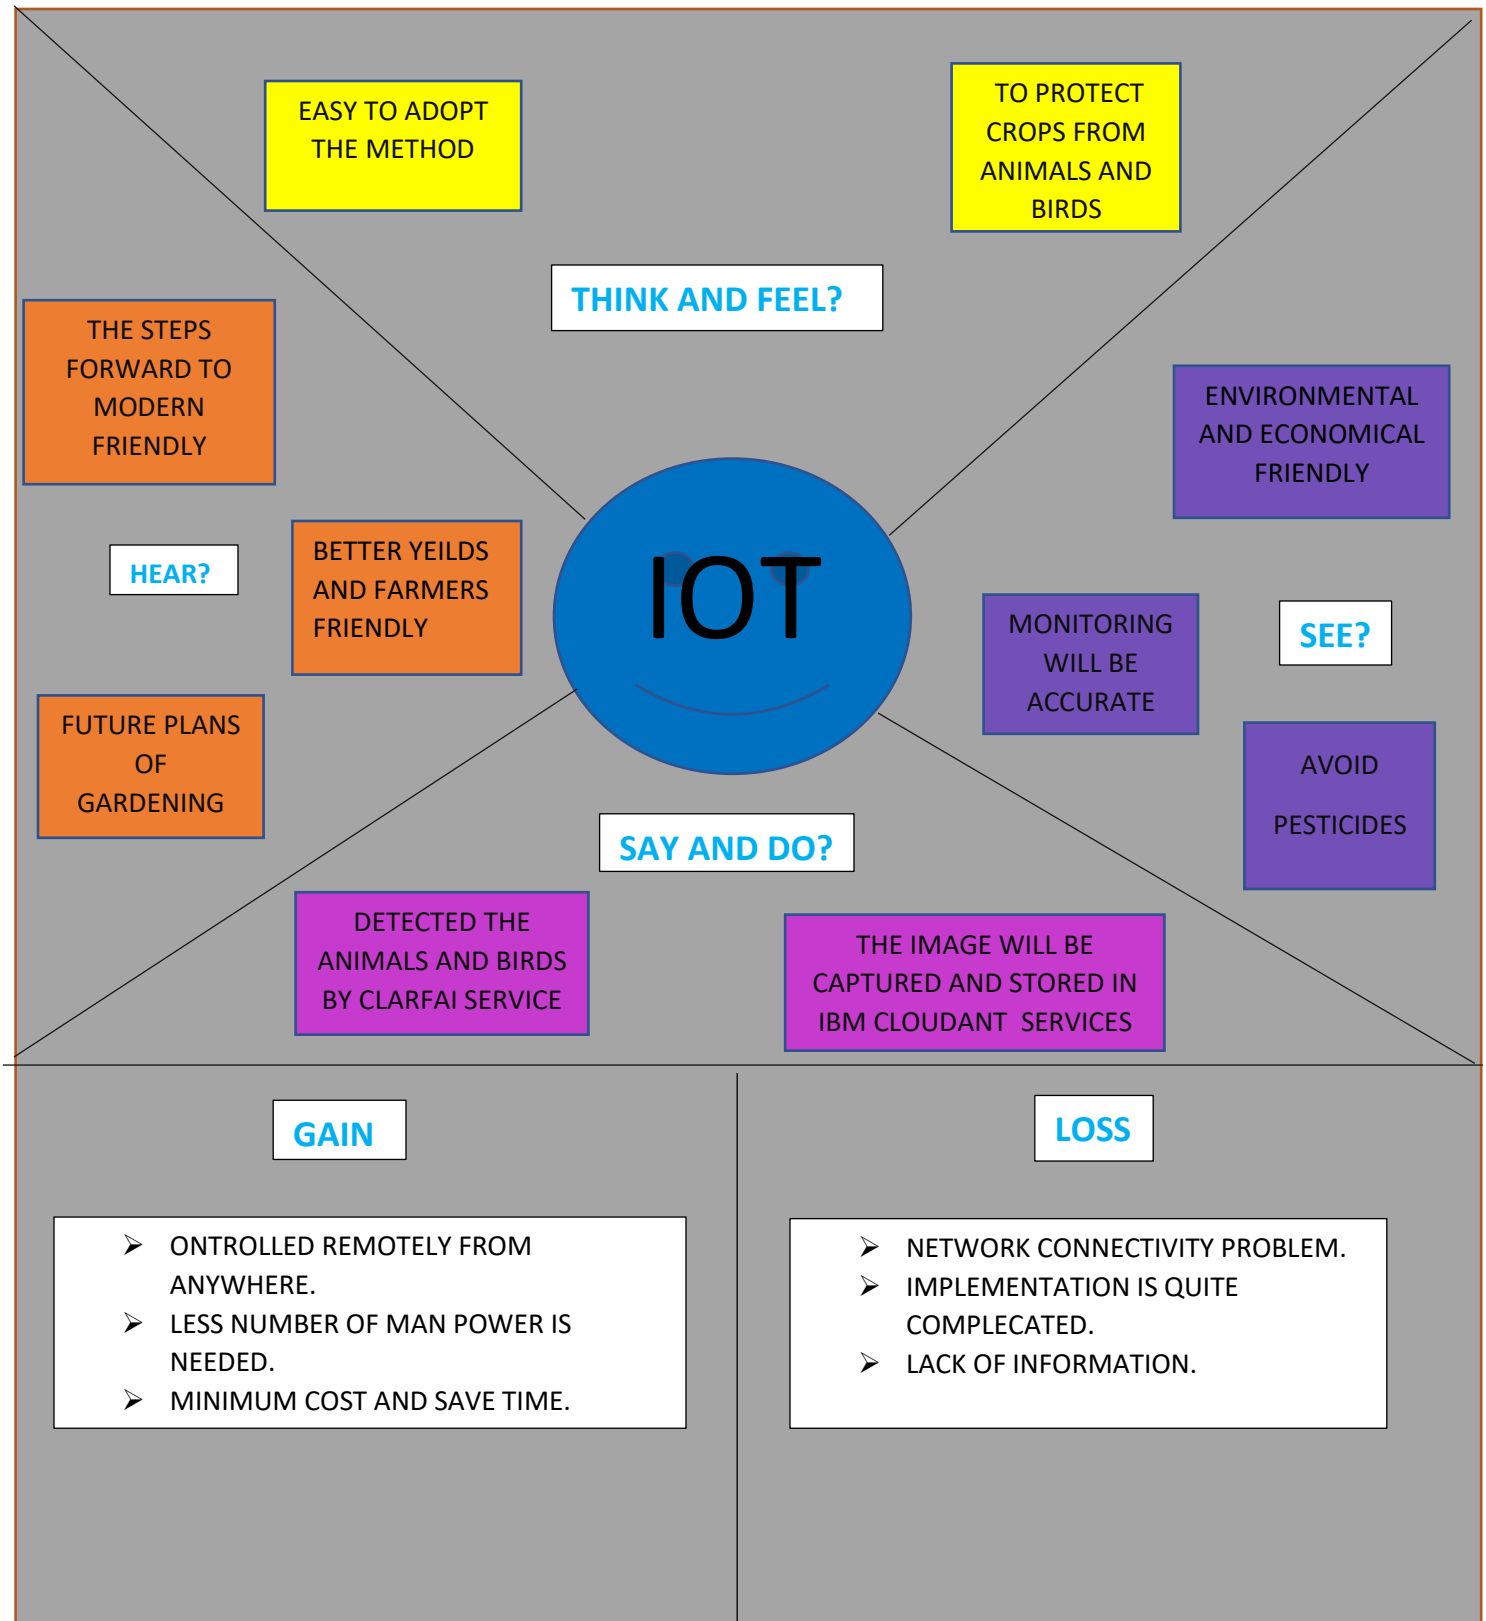 EASY TO ADOPT
THE METHOD
TO PROTECT
CROPS FROM
ANIMALS AND
BIRDS
THINK AND FEEL?
THE STEPS
FORWARD TO
MODERN
FRIENDLY
HEAR?
BETTER YEILDS
AND FARMERS
FRIENDLY
FUTURE PLANS
OF
GARDENING
IOT
ENVIRONMENTAL
AND ECONOMICAL
FRIENDLY
MONITORING
WILL BE
ACCURATE
SEE?
AVOID
PESTICIDES
SAY AND DO?
DETECTED THE
ANIMALS AND BIRDS
BY CLARFAI SERVICE
THE IMAGE WILL BE
CAPTURED AND STORED IN
IBM CLOUDANT SERVICES
GAIN
➢ ONTROLLED REMOTELY FROM
ANYWHERE.
➢ LESS NUMBER OF MAN POWER IS
NEEDED.
➢ MINIMUM COST AND SAVE TIME.
LOSS
➢ NETWORK CONNECTIVITY PROBLEM.
➢ IMPLEMENTATION IS QUITE
COMPLECATED.
➢ LACK OF INFORMATION.